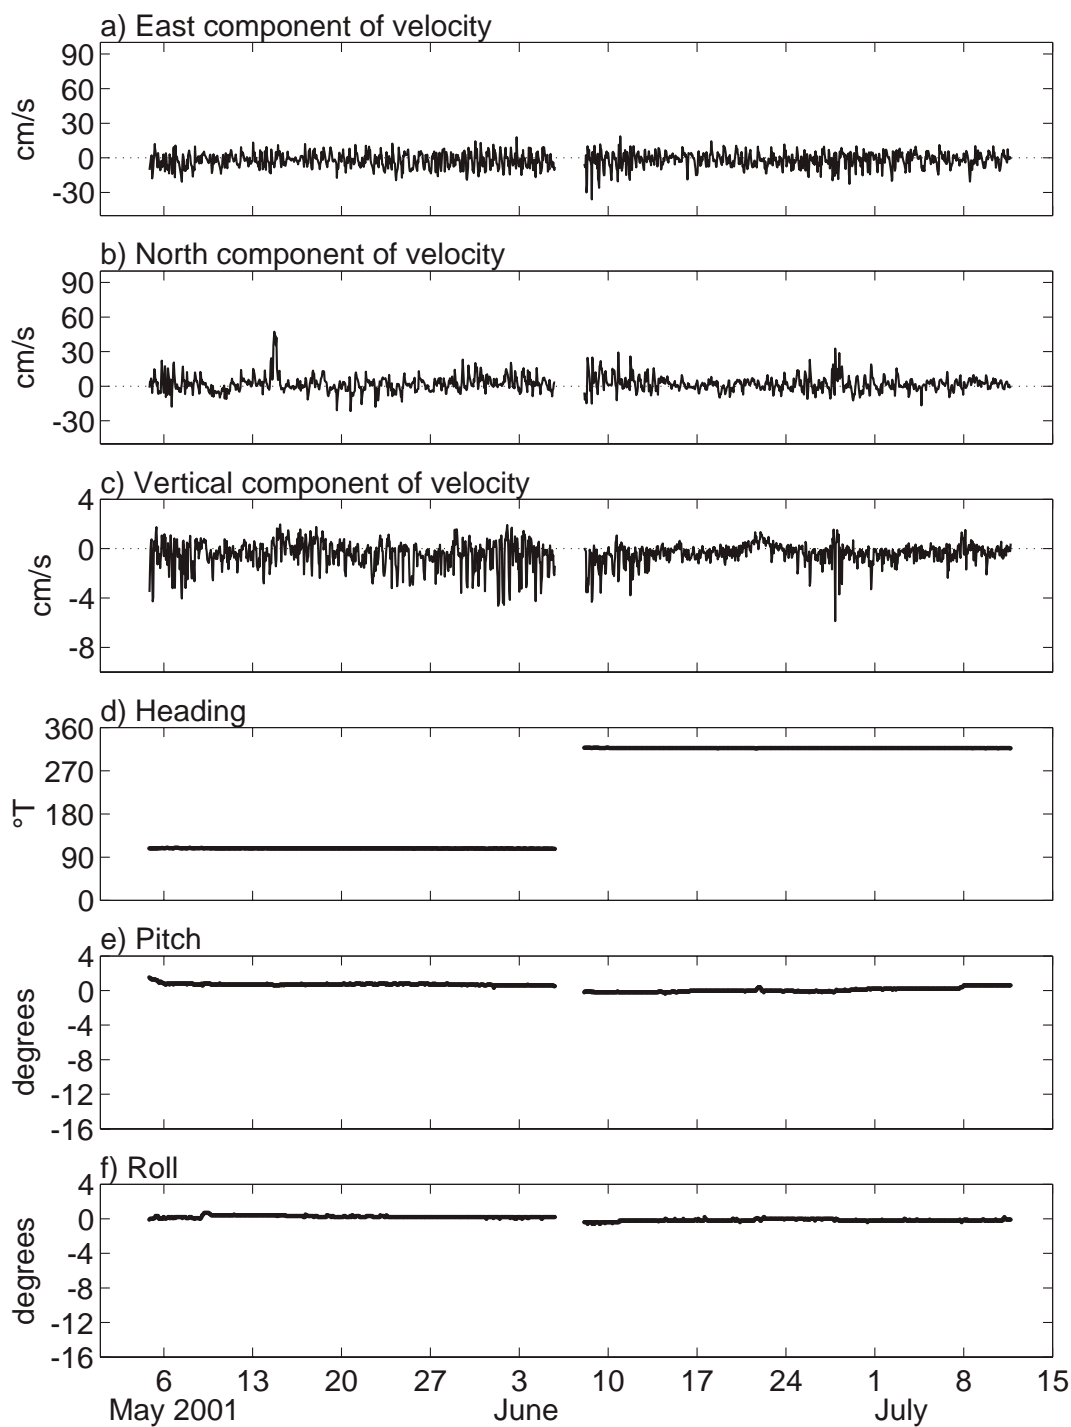 a) East component of velocity
90
60
30
0
-30
cm/s
b) North component of velocity
90
60
30
0
-30
cm/s
c) Vertical component of velocity
4
0
-4
-8
cm/s
d) Heading
360
270
180
90
0
°T
e) Pitch
4
0
-4
-8
-12
-16
degrees
f) Roll
4
0
-4
-8
-12
-16
degrees
6 13 20 27 3 10 17 24 1 8 15
May 2001 June July